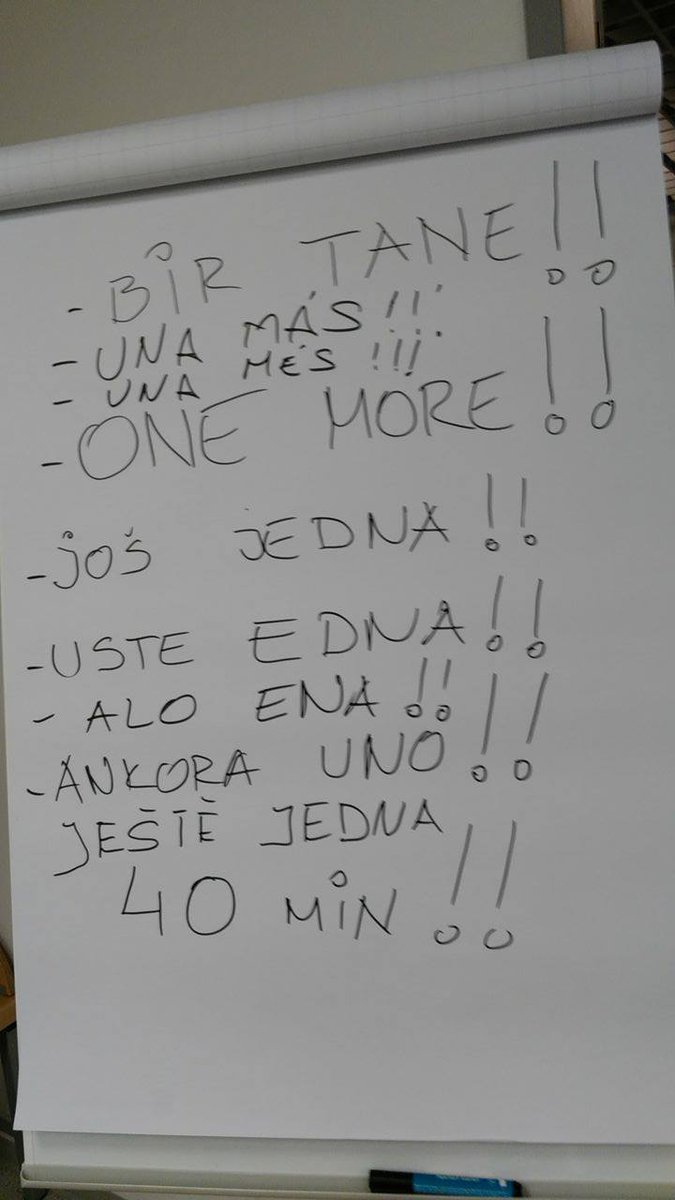 - BİR TANE!!
- UNA MÁS!!!
- UNA MÉS!!!
- ONE MORE!!
- JOŠ JEDNA!!
- USTE EDNA!!
- ALO ENA!!
- ANKORA UNO!!
JEŠTĚ JEDNA
40 MİN!!